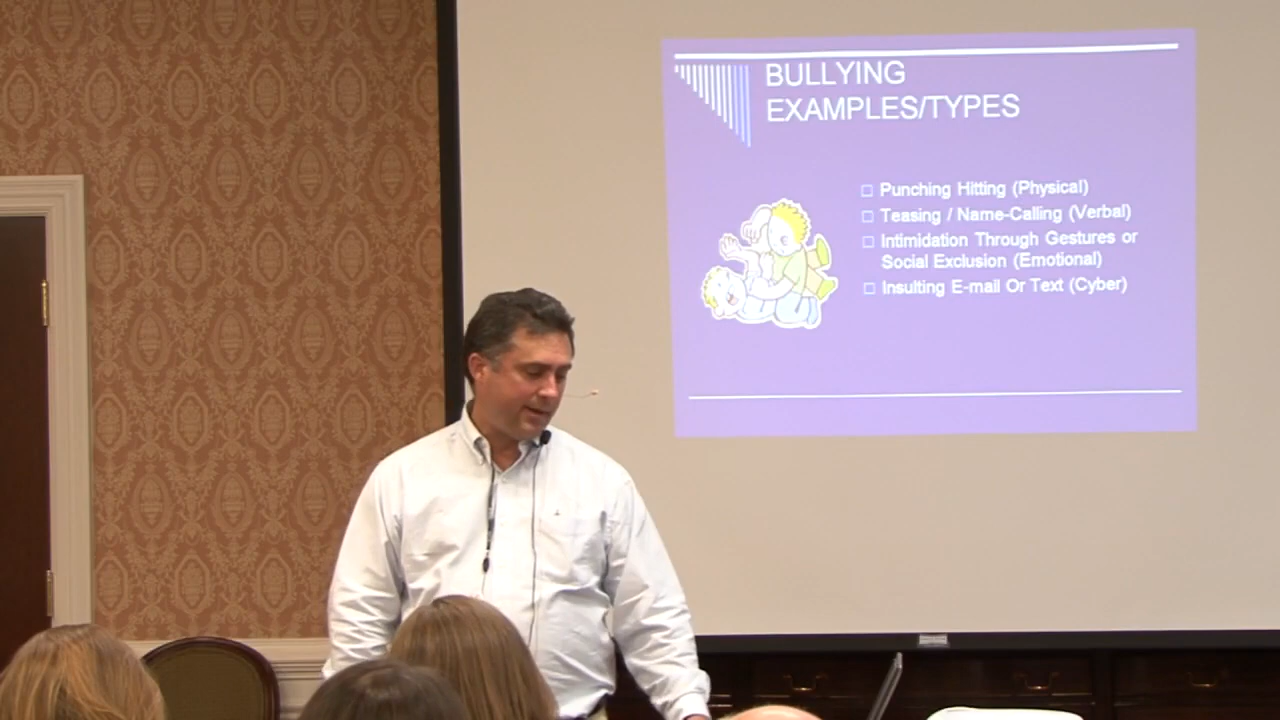 BULLYING
EXAMPLES/TYPES
Punching Hitting (Physical)
Teasing / Name-Calling (Verbal)
Intimidation Through Gestures or
Social Exclusion (Emotional)
Insulting E-mail Or Text (Cyber)